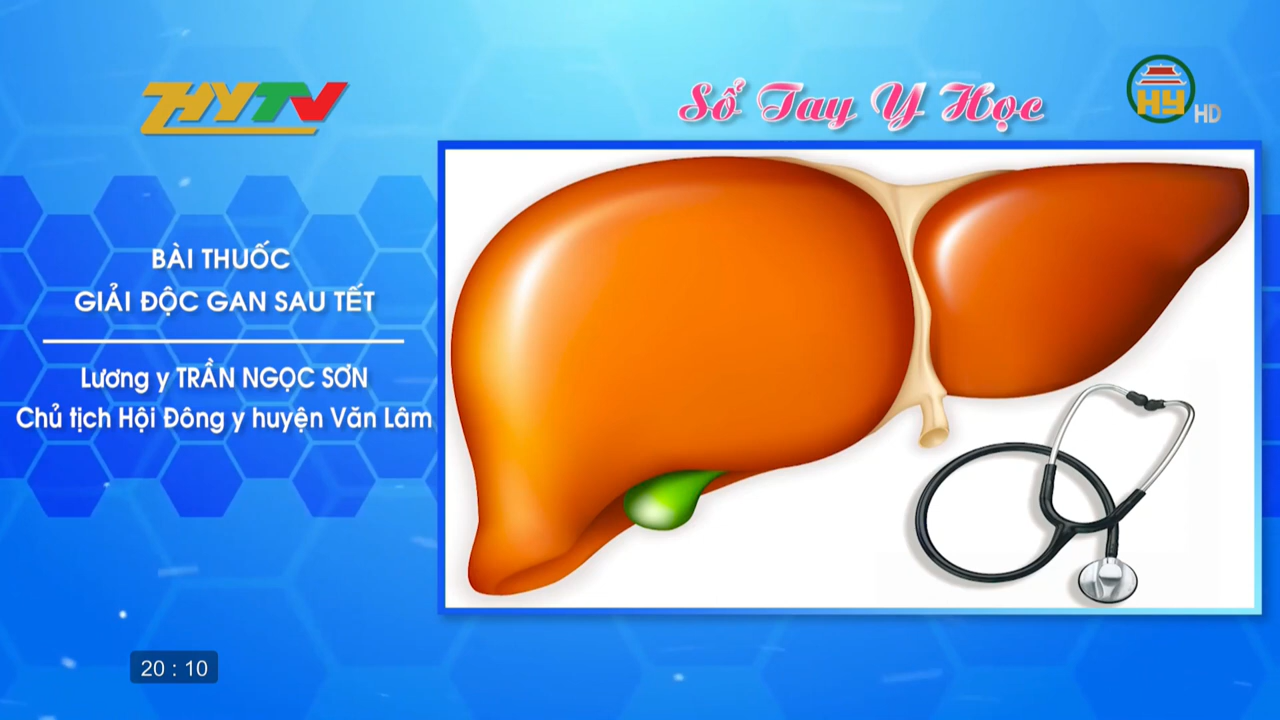 THYTV
Sổ Tay Y Học
HY HD
BÀI THUỐC
GIẢI ĐỘC GAN SAU TẾT
Lương y TRẦN NGỌC SƠN
Chủ tịch Hội Đông y huyện Văn Lâm
20 : 10